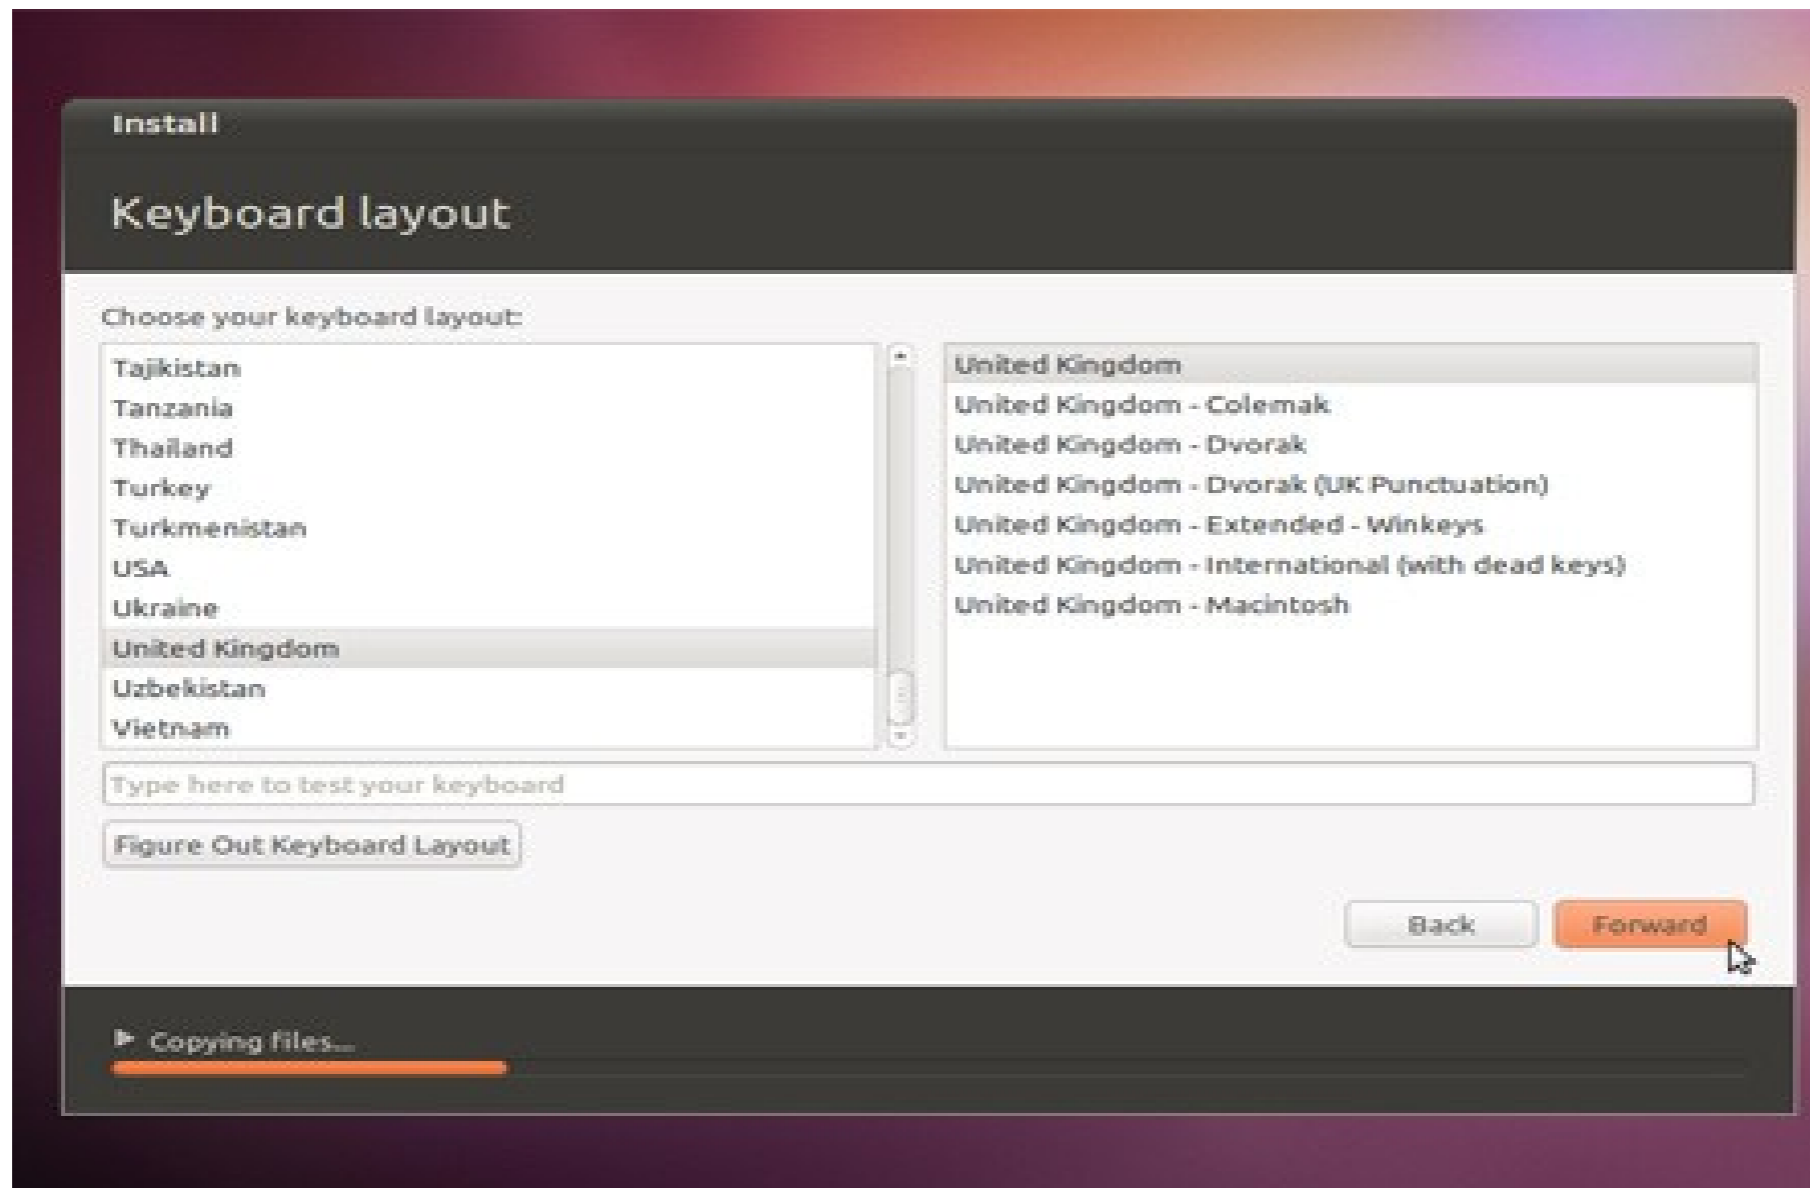 Install
Keyboard layout
Choose your keyboard layout:
Tajikistan
Tanzania
Thailand
Turkey
Turkmenistan
USA
Ukraine
United Kingdom
Uzbekistan
Vietnam
United Kingdom
United Kingdom - Colemak
United Kingdom - Dvorak
United Kingdom - Dvorak (UK Punctuation)
United Kingdom - Extended - Winkeys
United Kingdom - International (with dead keys)
United Kingdom - Macintosh
Type here to test your keyboard
Figure Out Keyboard Layout
Back
Forward
Copying files...